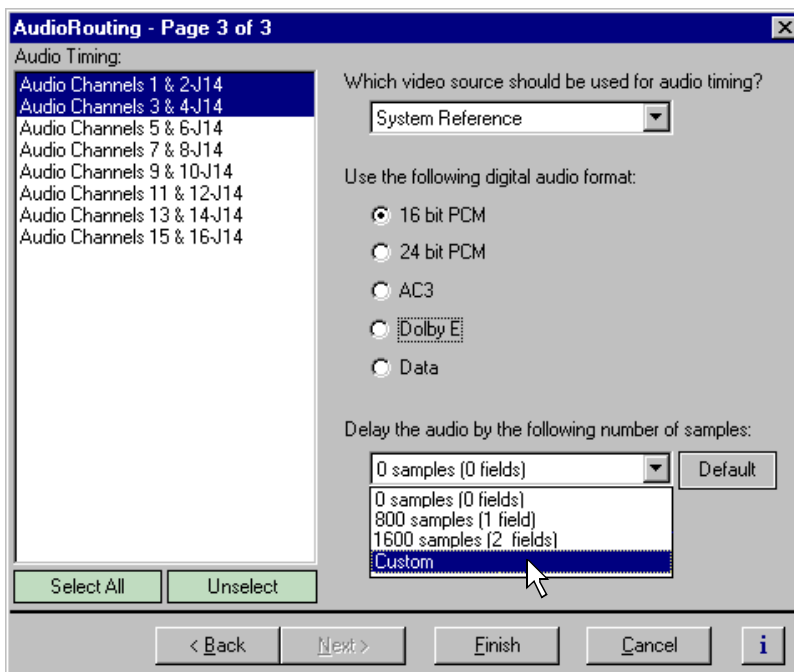 AudioRouting - Page 3 of 3
Audio Timing:
Audio Channels 1 & 2-J14
Audio Channels 3 & 4-J14
Audio Channels 5 & 6-J14
Audio Channels 7 & 8-J14
Audio Channels 9 & 10-J14
Audio Channels 11 & 12-J14
Audio Channels 13 & 14-J14
Audio Channels 15 & 16-J14
Select All
Unselect
Which video source should be used for audio timing?
System Reference
Use the following digital audio format:
16 bit PCM
24 bit PCM
AC3
Dolby E
Data
Delay the audio by the following number of samples:
0 samples (0 fields)
Default
0 samples (0 fields)
800 samples (1 field)
1600 samples (2 fields)
Custom
< Back
Next >
Finish
Cancel
i